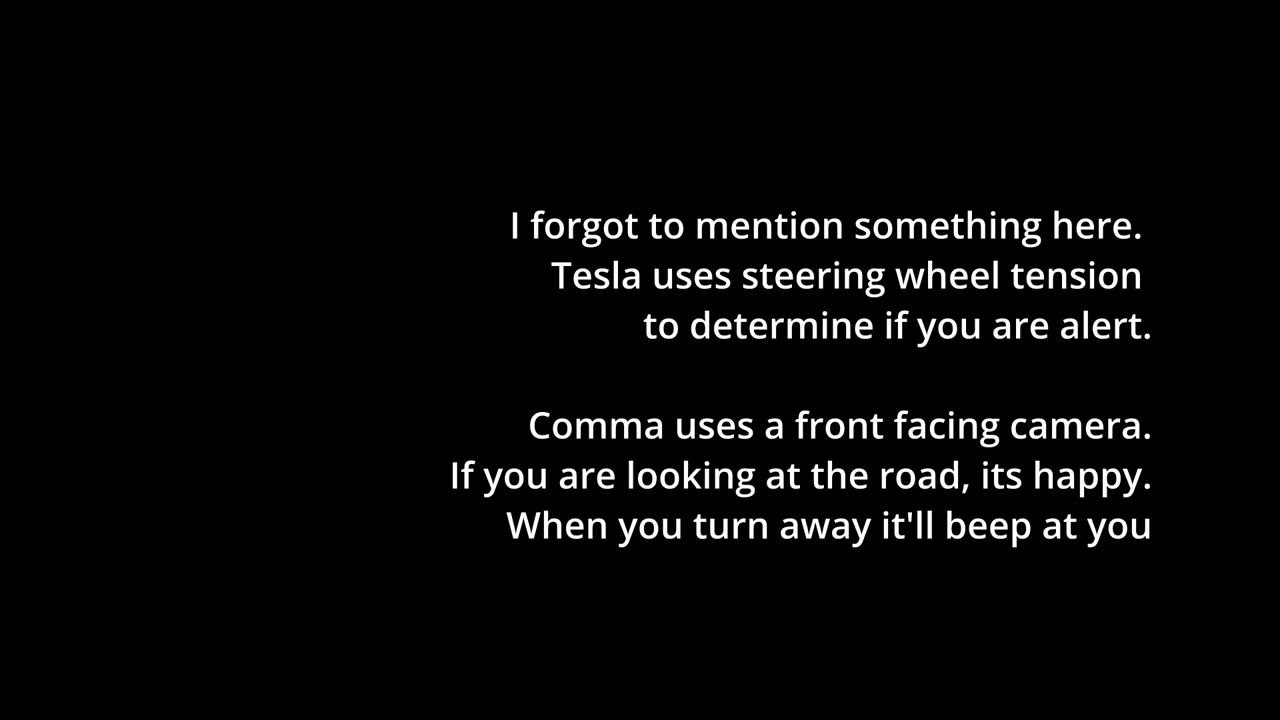 I forgot to mention something here.
Tesla uses steering wheel tension
to determine if you are alert.
Comma uses a front facing camera.
If you are looking at the road, its happy.
When you turn away it'll beep at you